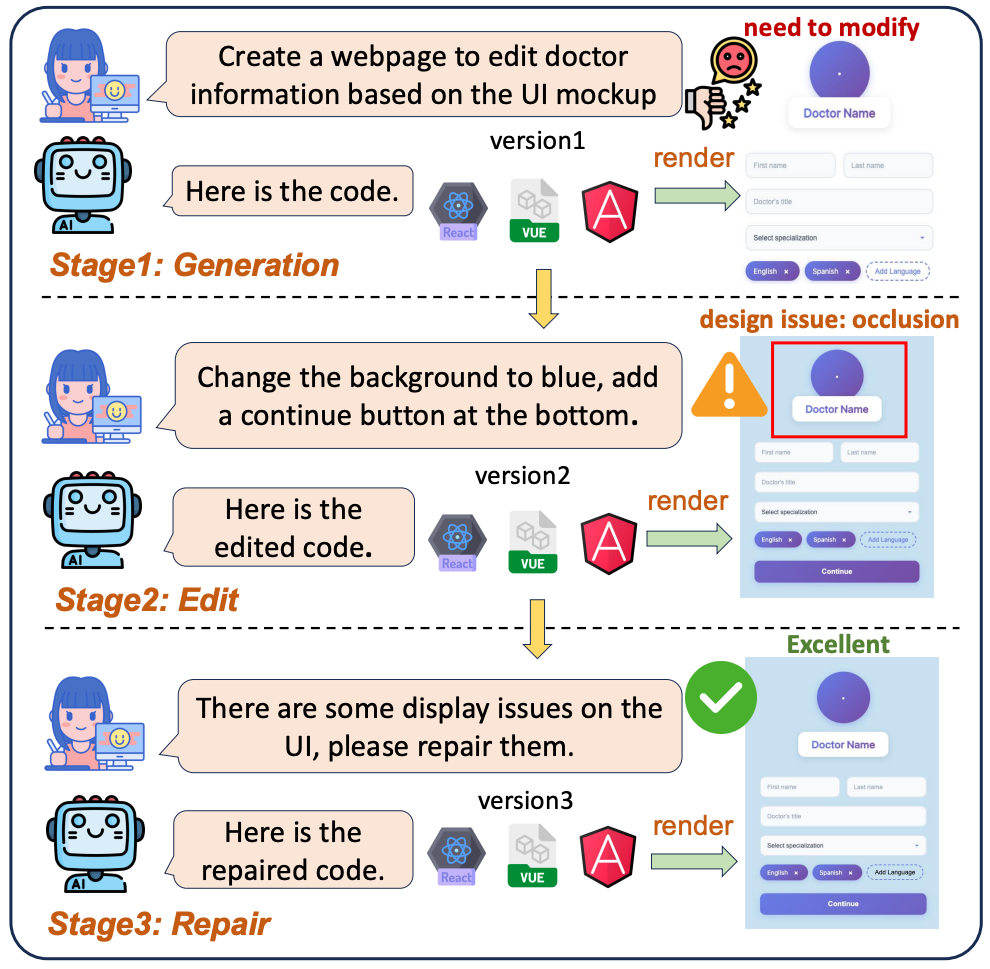 need to modify
Create a webpage to edit doctor
information based on the UI mockup
Doctor Name
version1
render
First name
Last name
Here is the code.
Doctor's title
React
VUE
A
Select specialization
AI
English ×
Spanish ×
Add Language
Stage1: Generation
design issue: occlusion
Change the background to blue, add
a continue button at the bottom.
Doctor Name
First name
Last name
version2
render
Doctor's title
Here is the
edited code.
Select specialization
React
VUE
A
English ×
Spanish ×
Add Language
AI
Continue
Stage2: Edit
Excellent
There are some display issues on the
UI, please repair them.
Doctor Name
First name
Last name
version3
render
Doctor's title
Here is the
repaired code.
Select specialization
React
VUE
A
English ×
Spanish ×
Add Language
AI
Continue
Stage3: Repair